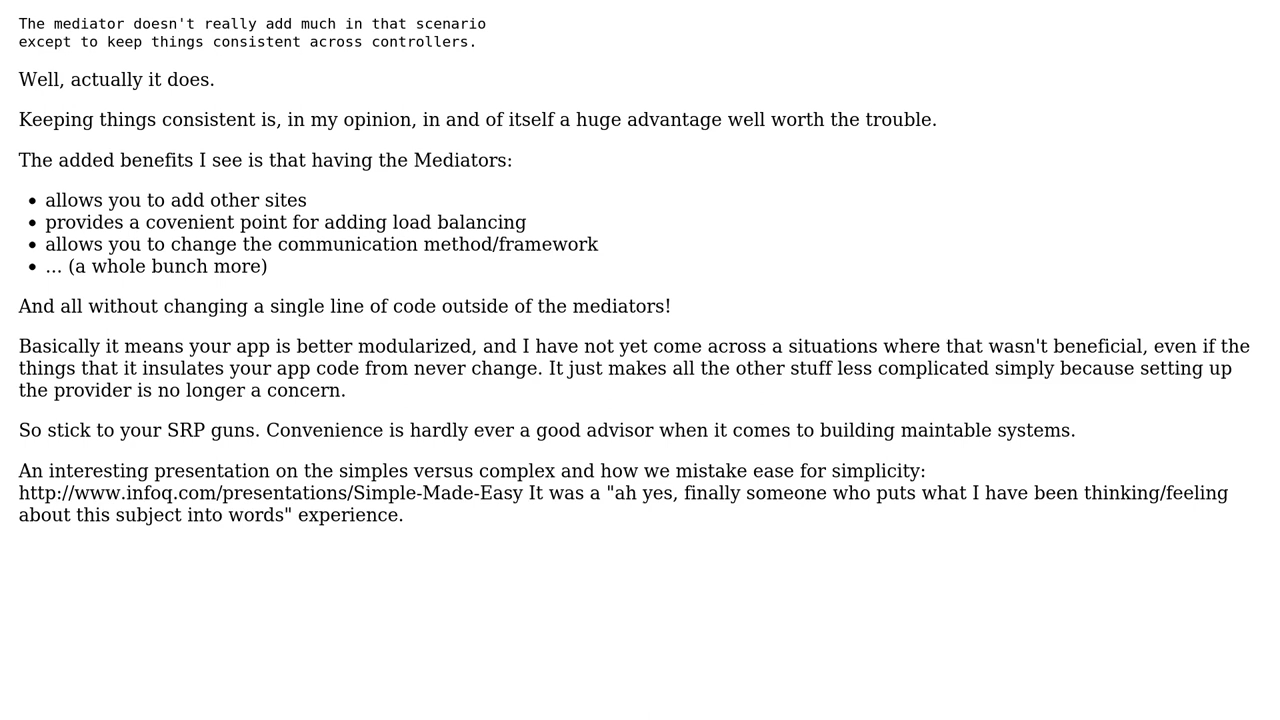 The mediator doesn't really add much in that scenario
except to keep things consistent across controllers.
Well, actually it does.
Keeping things consistent is, in my opinion, in and of itself a huge advantage well worth the trouble.
The added benefits I see is that having the Mediators:
• allows you to add other sites
• provides a covenient point for adding load balancing
• allows you to change the communication method/framework
• ... (a whole bunch more)
And all without changing a single line of code outside of the mediators!
Basically it means your app is better modularized, and I have not yet come across a situations where that wasn't beneficial, even if the
things that it insulates your app code from never change. It just makes all the other stuff less complicated simply because setting up
the provider is no longer a concern.
So stick to your SRP guns. Convenience is hardly ever a good advisor when it comes to building maintable systems.
An interesting presentation on the simples versus complex and how we mistake ease for simplicity:
http://www.infoq.com/presentations/Simple-Made-Easy It was a "ah yes, finally someone who puts what I have been thinking/feeling
about this subject into words" experience.